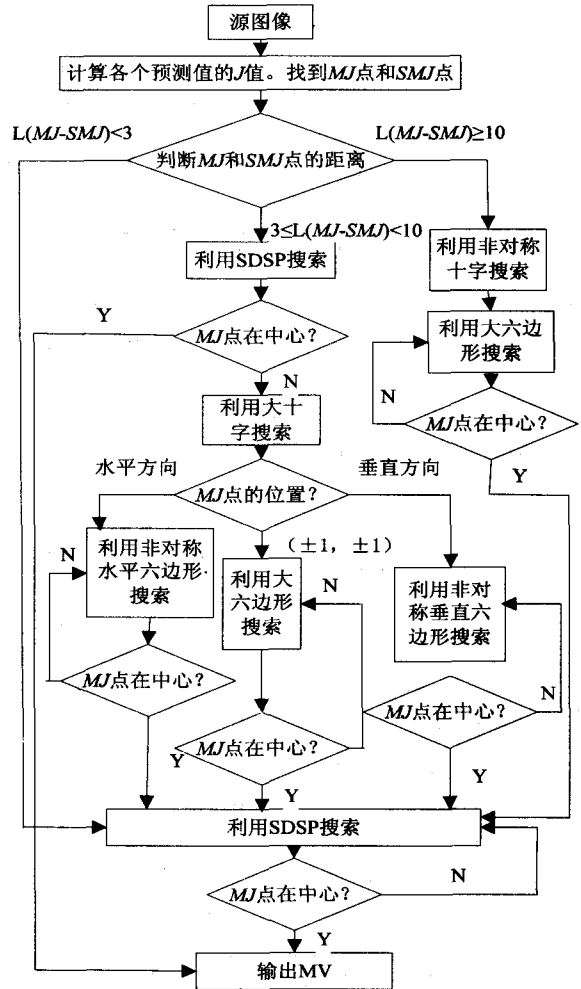 源图像
计算各个预测值的J值。找到MJ点和SMJ点
L(MJ-SMJ)<3
L(MJ-SMJ)≥10
判断MJ和SMJ点的距离
3≤L(MJ-SMJ)<10
利用SDSP搜索
利用非对称
十字搜索
Y
MJ点在中心?
利用大六边
形搜索
N
N
利用大十
字搜索
MJ点在中心?
水平方向
垂直方向
Y
MJ点的位置?
(±1, ±1)
N
利用非对称
水平六边形
搜索
利用大
六边形
搜索
N
利用非对
称垂直六
边形搜索
MJ点在中心?
N
MJ点在中心?
Y
MJ点在中心?
Y
Y
利用SDSP搜索
MJ点在中心?
N
Y
输出MV